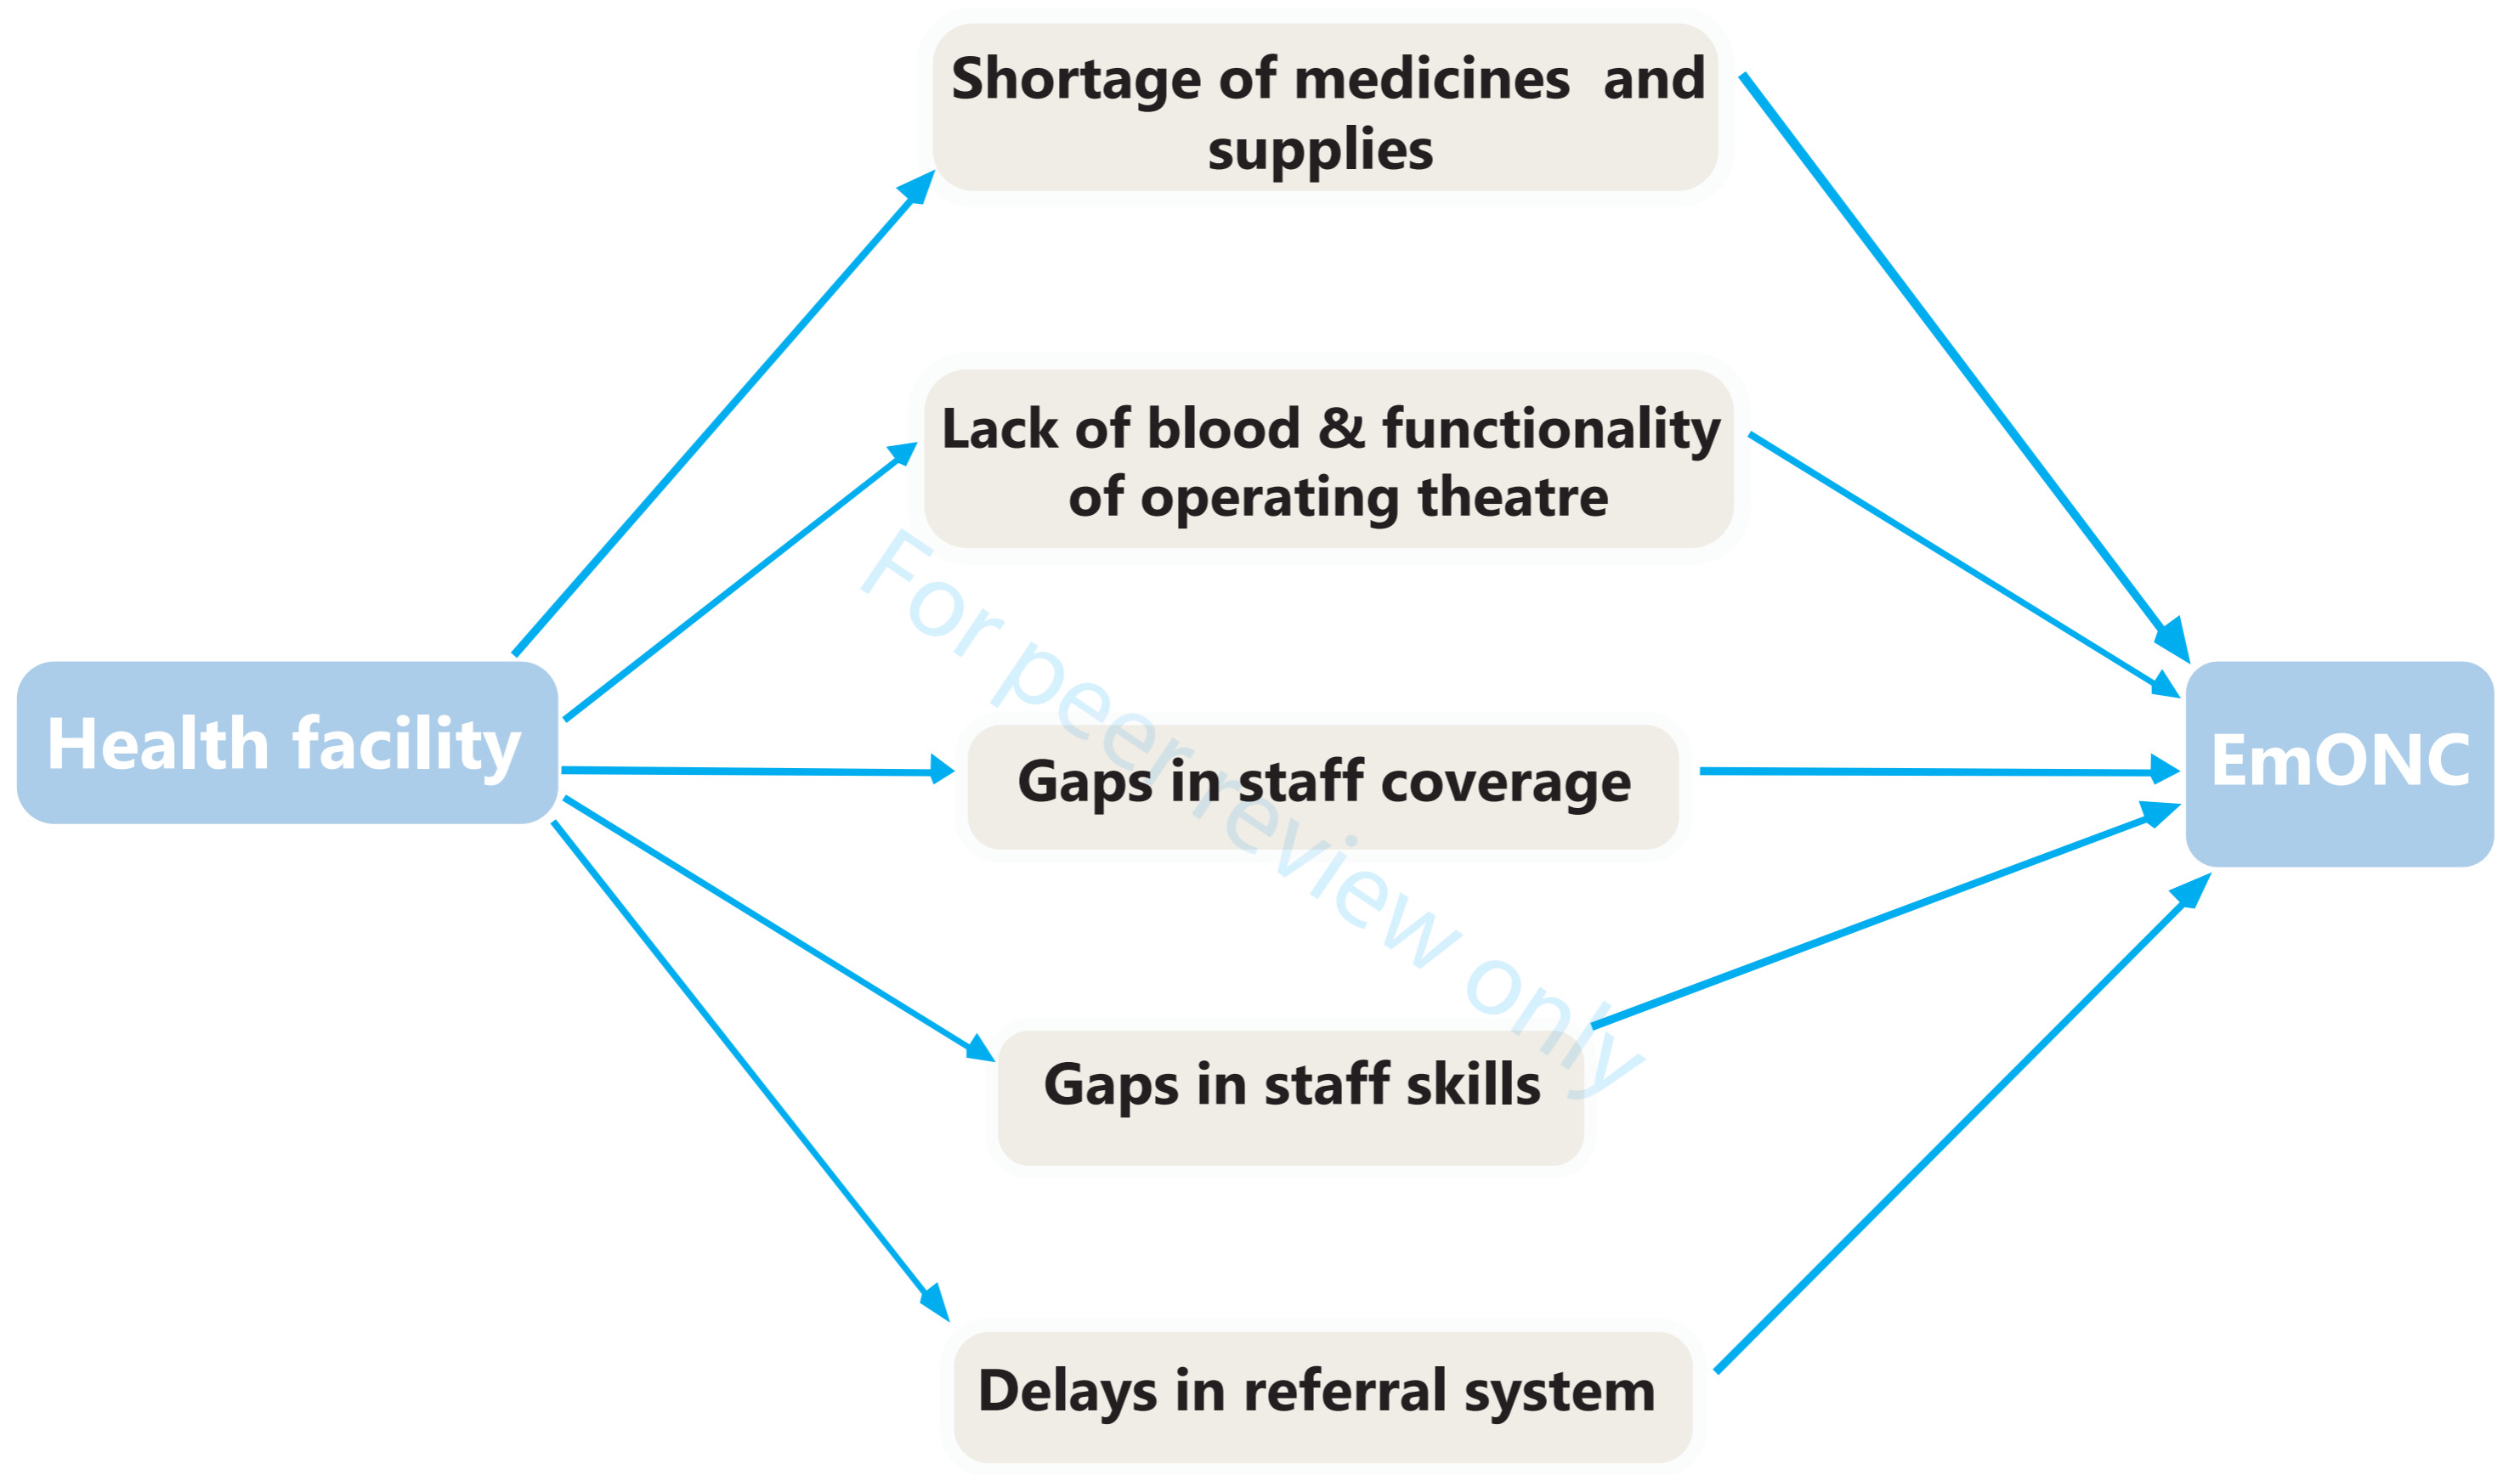 Shortage of medicines and
supplies
Lack of blood & functionality
of operating theatre
For peer review only
Health facility
Gaps in staff coverage
EmONC
Gaps in staff skills
Delays in referral system